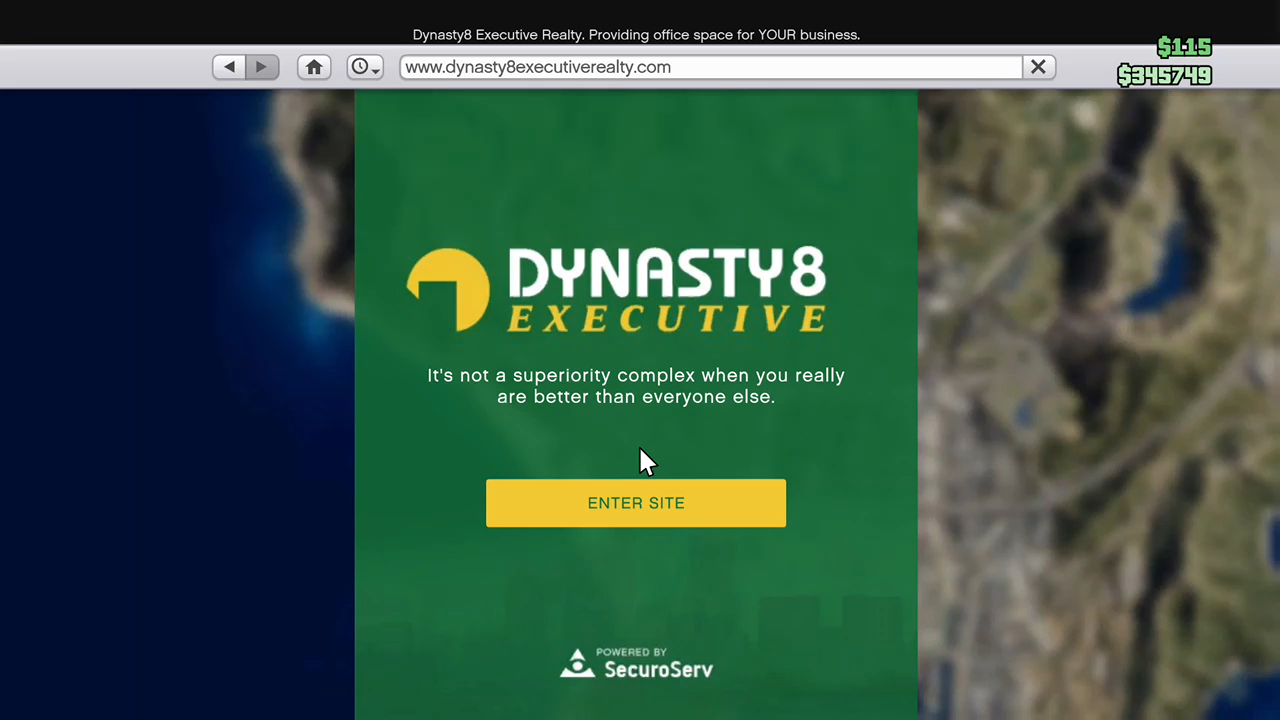 Dynasty8 Executive Realty. Providing office space for YOUR business.
$115
www.dynasty8executiverealty.com
$345749
DYNASTY8
EXECUTIVE
It's not a superiority complex when you really
are better than everyone else.
ENTER SITE
POWERED BY
SecuroServ